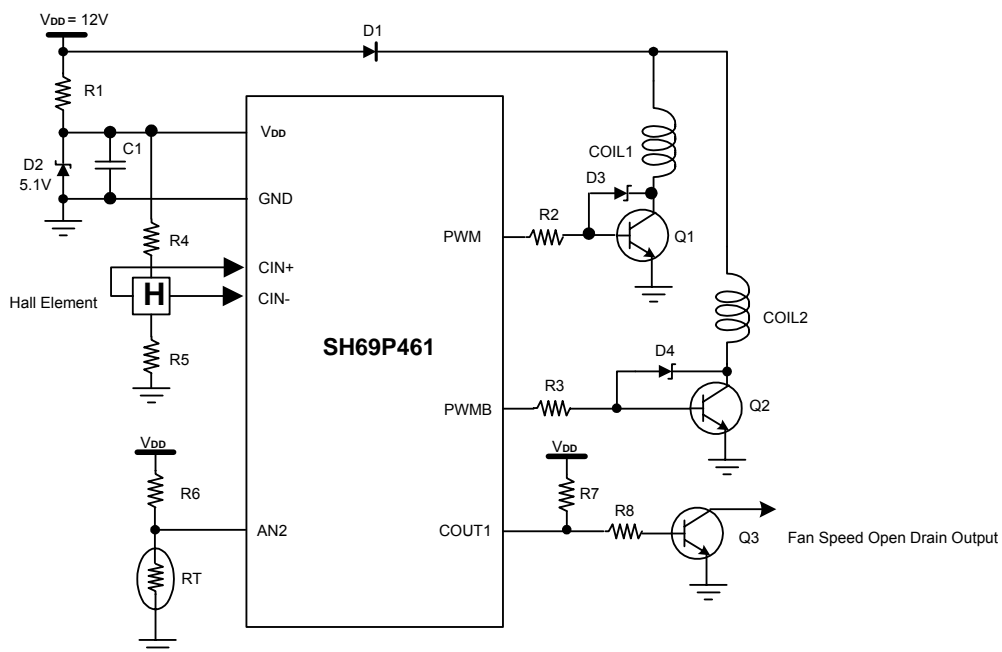 VDD = 12V
D1
R1
VDD
C1
D2
5.1V
GND
COIL1
D3
R2
PWM
Q1
R4
CIN+
H
CIN-
Hall Element
COIL2
R5
SH69P461
D4
R3
PWMB
Q2
VDD
R6
VDD
R7
AN2
COUT1
R8
Q3
Fan Speed Open Drain Output
RT